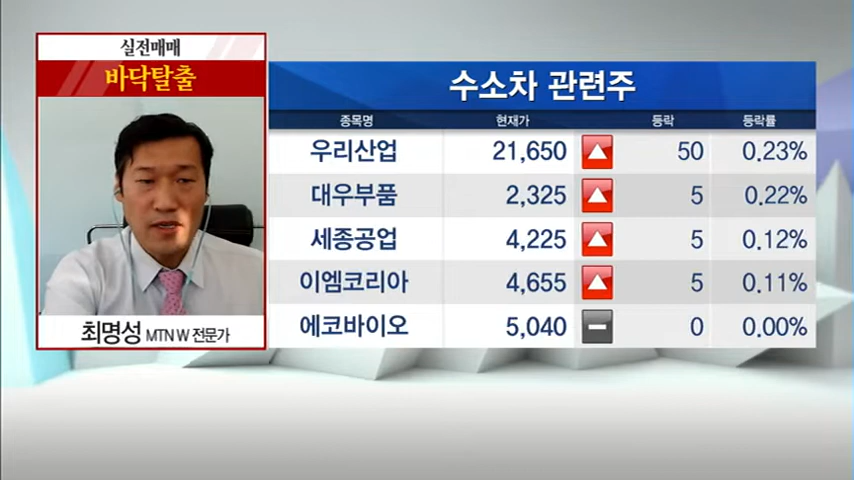 실전매매
바닥탈출
최명성 MTN W 전문가
수소차 관련주
종목명 현재가 등락 등락률
우리산업 21,650 ▲ 50 0.23%
대우부품 2,325 ▲ 5 0.22%
세종공업 4,225 ▲ 5 0.12%
이엠코리아 4,655 ▲ 5 0.11%
에코바이오 5,040 - 0 0.00%